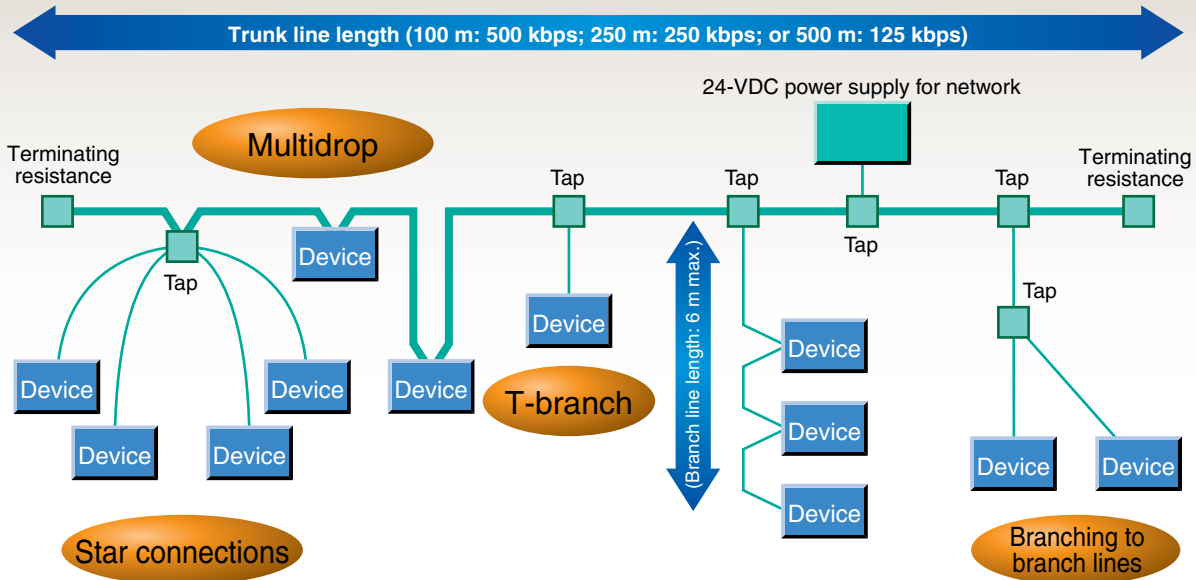 Trunk line length (100 m: 500 kbps; 250 m: 250 kbps; or 500 m: 125 kbps)
24-VDC power supply for network
Multidrop
Terminating
resistance
Tap
Tap
Tap
Terminating
resistance
Device
Tap
Tap
Tap
Device
Device
Device
Device
Device
Device
Device
Device
T-branch
(Branch line length: 6 m max.)
Device
Device
Device
Device
Device
Device
Star connections
Branching to
branch lines